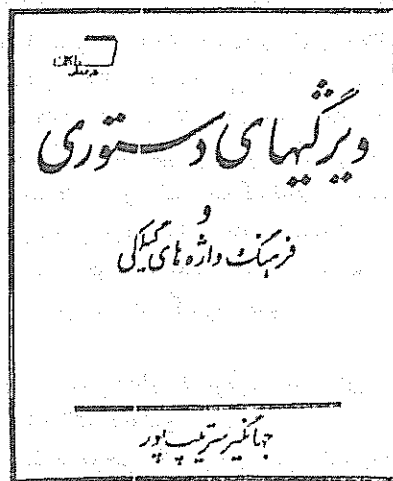 ویژگیهای دستوری
و
فرهنگ واژه های گیلکی
جهانگیر سرتیپ پور